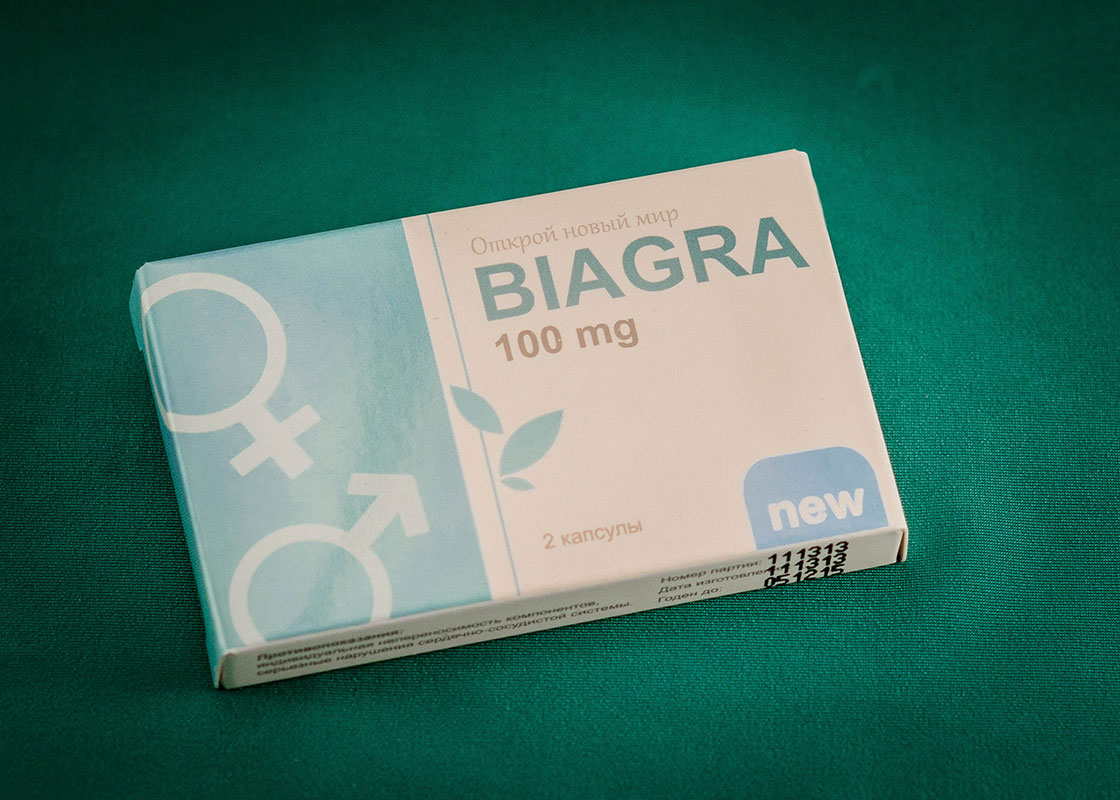 Открой новый мир
BIAGRA
100 mg
2 капсулы
new
Противопоказания:
индивидуальная непереносимость компонентов,
серьезные нарушения сердечно-сосудистой системы.
Номер партии: 111313
Дата изготовлен 111313
Годен до: 051215